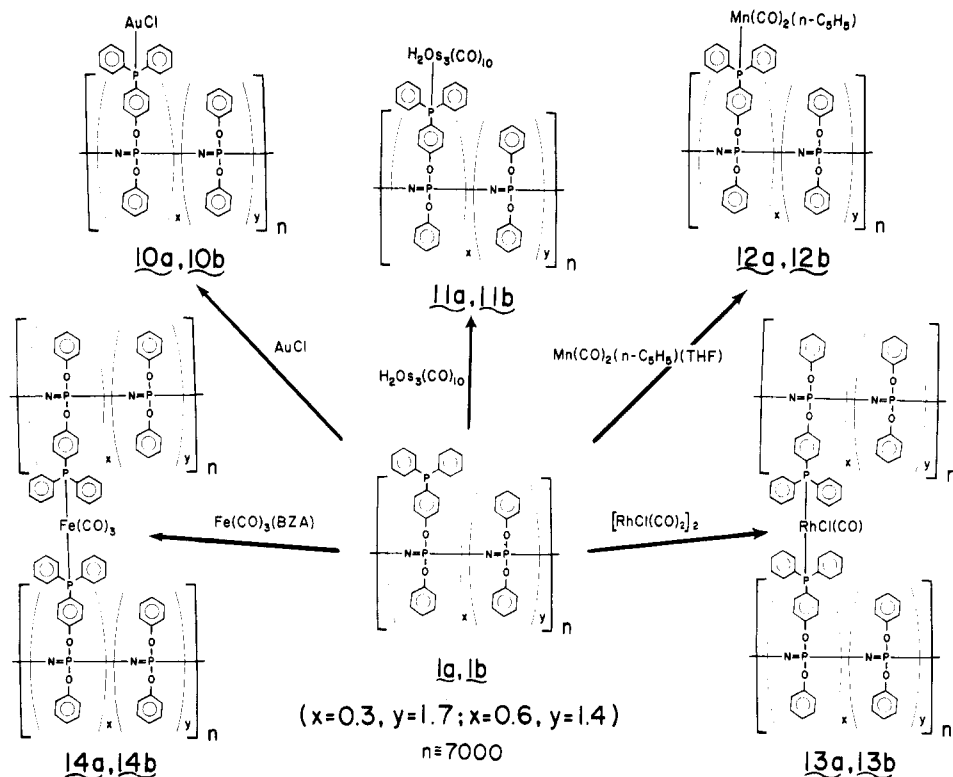 AuCl
P
O
N=P
O
x
N=P
O
O
y
n
10a, 10b
H₂Os₃(CO)₁₀
P
O
N=P
O
x
N=P
O
O
y
n
11a, 11b
Mn(CO)₂(n-C₅H₅)
P
O
N=P
O
x
N=P
O
O
y
n
12a, 12b
AuCl
H₂Os₃(CO)₁₀
Mn(CO)₂(n-C₅H₅)(THF)
O
N=P
O
P
x
N=P
O
O
y
n
Fe(CO)₃
P
O
N=P
O
x
N=P
O
O
y
n
14a, 14b
Fe(CO)₃(BZA)
P
O
N=P
O
x
N=P
O
O
y
n
1a, 1b
(x=0.3, y=1.7; x=0.6, y=1.4)
n≅7000
[RhCl(CO)₂]₂
O
N=P
O
P
x
N=P
O
O
y
n
RhCl(CO)
P
O
N=P
O
x
N=P
O
O
y
n
13a, 13b